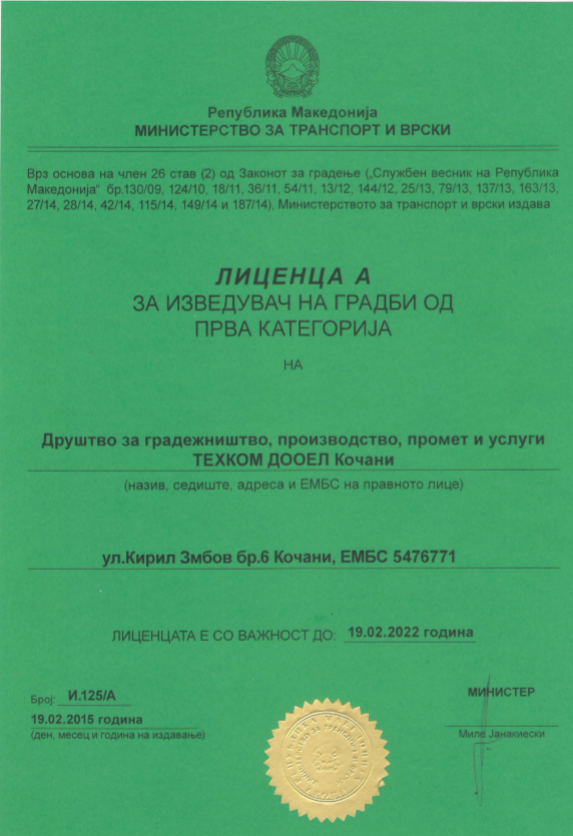 Република Македонија
МИНИСТЕРСТВО ЗА ТРАНСПОРТ И ВРСКИ
Врз основа на член 26 став (2) од Законот за градење („Службен весник на Република
Македонија“ бр.130/09, 124/10, 18/11, 36/11, 54/11, 13/12, 144/12, 25/13, 79/13, 137/13, 163/13,
27/14, 28/14, 42/14, 115/14, 149/14 и 187/14), Министерството за транспорт и врски издава
ЛИЦЕНЦА А
ЗА ИЗВЕДУВАЧ НА ГРАДБИ ОД
ПРВА КАТЕГОРИЈА
НА
Друштво за градежништво, производство, промет и услуги
ТЕХКОМ ДООЕЛ Кочани
(назив, седиште, адреса и ЕМБС на правното лице)
ул.Кирил Змбов бр.6 Кочани, ЕМБС 5476771
ЛИЦЕНЦАТА Е СО ВАЖНОСТ ДО: 19.02.2022 година
Број: И.125/А
19.02.2015 година
(ден, месец и година на издавање)
МИНИСТЕР
Миле Јанакиески